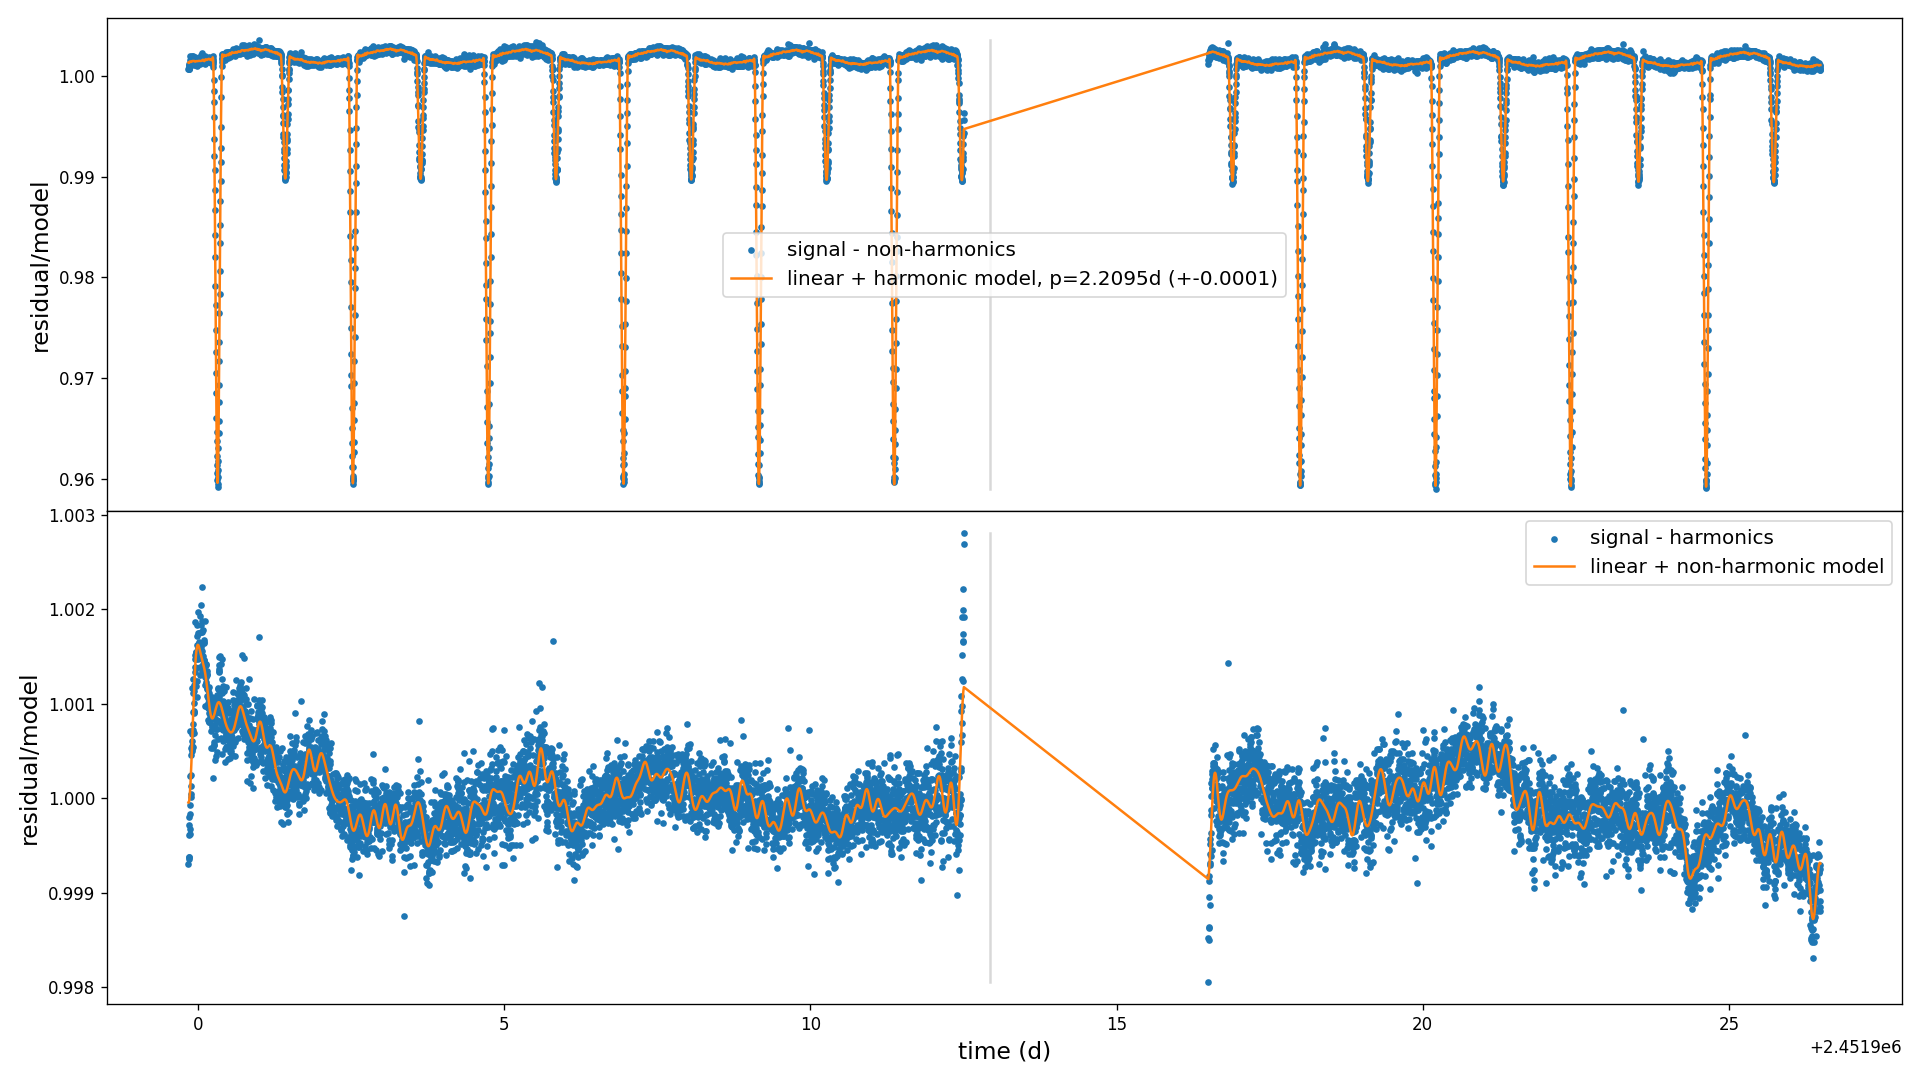 residual/model
1.00
0.99
0.98
0.97
0.96
signal - non-harmonics
linear + harmonic model, p=2.2095d (+-0.0001)
residual/model
1.003
1.002
1.001
1.000
0.999
0.998
signal - harmonics
linear + non-harmonic model
0 5 10 15 20 25
time (d)
+2.4519e6